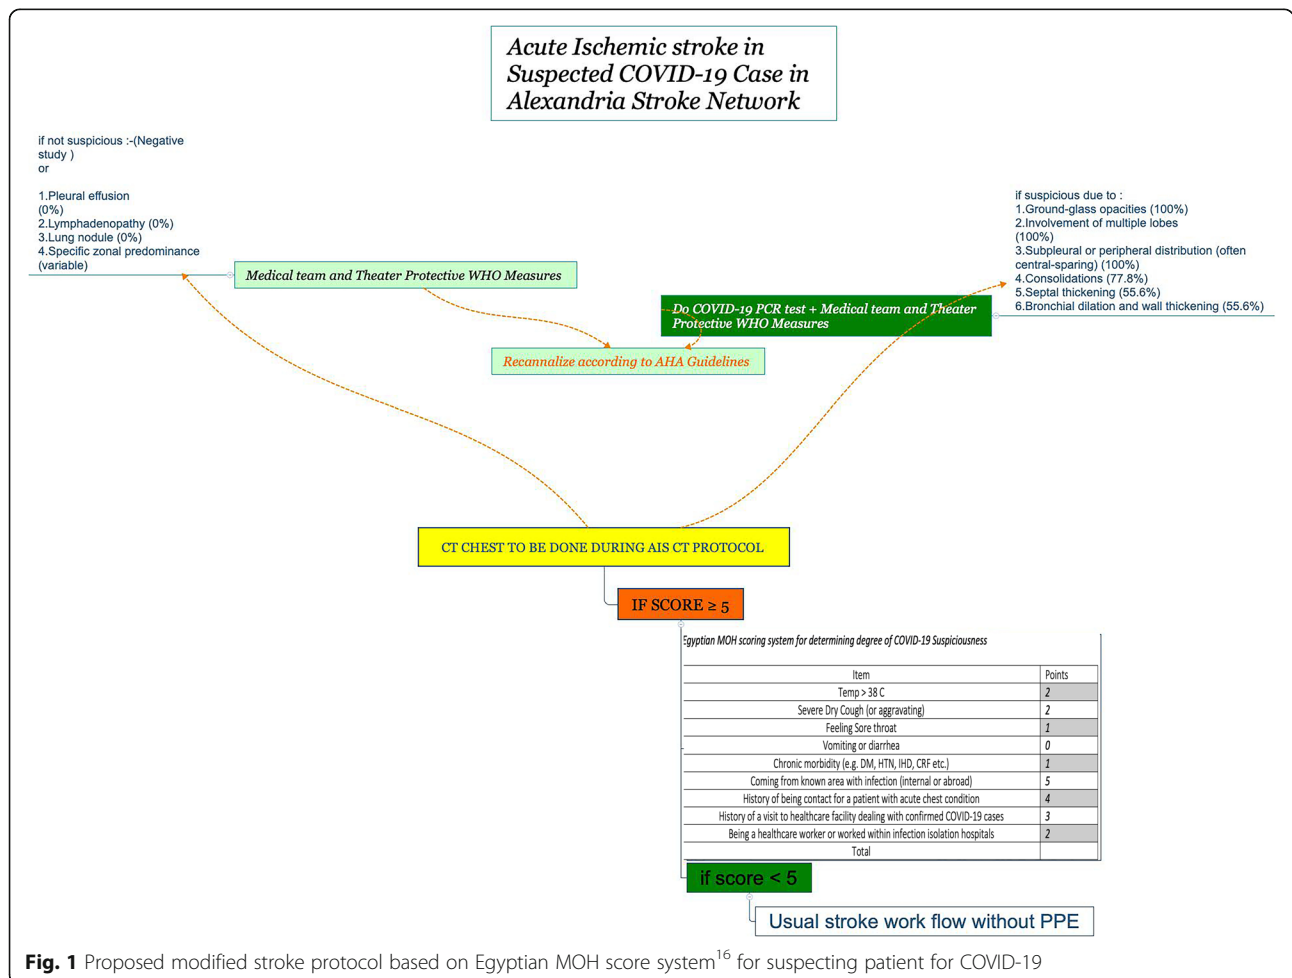 Acute Ischemic stroke in
Suspected COVID-19 Case in
Alexandria Stroke Network
if not suspicious :-(Negative
study )
or
1.Pleural effusion
(0%)
2.Lymphadenopathy (0%)
3.Lung nodule (0%)
4.Specific zonal predominance
(variable)
Medical team and Theater Protective WHO Measures
if suspicious due to :
1.Ground-glass opacities (100%)
2.Involvement of multiple lobes
(100%)
3.Subpleural or peripheral distribution (often
central-sparing) (100%)
4.Consolidations (77.8%)
5.Septal thickening (55.6%)
6.Bronchial dilation and wall thickening (55.6%)
Do COVID-19 PCR test + Medical team and Theater
Protective WHO Measures
Recannalize according to AHA Guidelines
CT CHEST TO BE DONE DURING AIS CT PROTOCOL
IF SCORE ≥ 5
Egyptian MOH scoring system for determining degree of COVID-19 Suspiciousness
Item Points
Temp > 38 C 2
Severe Dry Cough (or aggravating) 2
Feeling Sore throat 1
Vomiting or diarrhea 0
Chronic morbidity (e.g. DM, HTN, IHD, CRF etc.) 1
Coming from known area with infection (internal or abroad) 5
History of being contact for a patient with acute chest condition 4
History of a visit to healthcare facility dealing with confirmed COVID-19 cases 3
Being a healthcare worker or worked within infection isolation hospitals 2
Total
if score < 5
Usual stroke work flow without PPE
Fig. 1 Proposed modified stroke protocol based on Egyptian MOH score system16 for suspecting patient for COVID-19